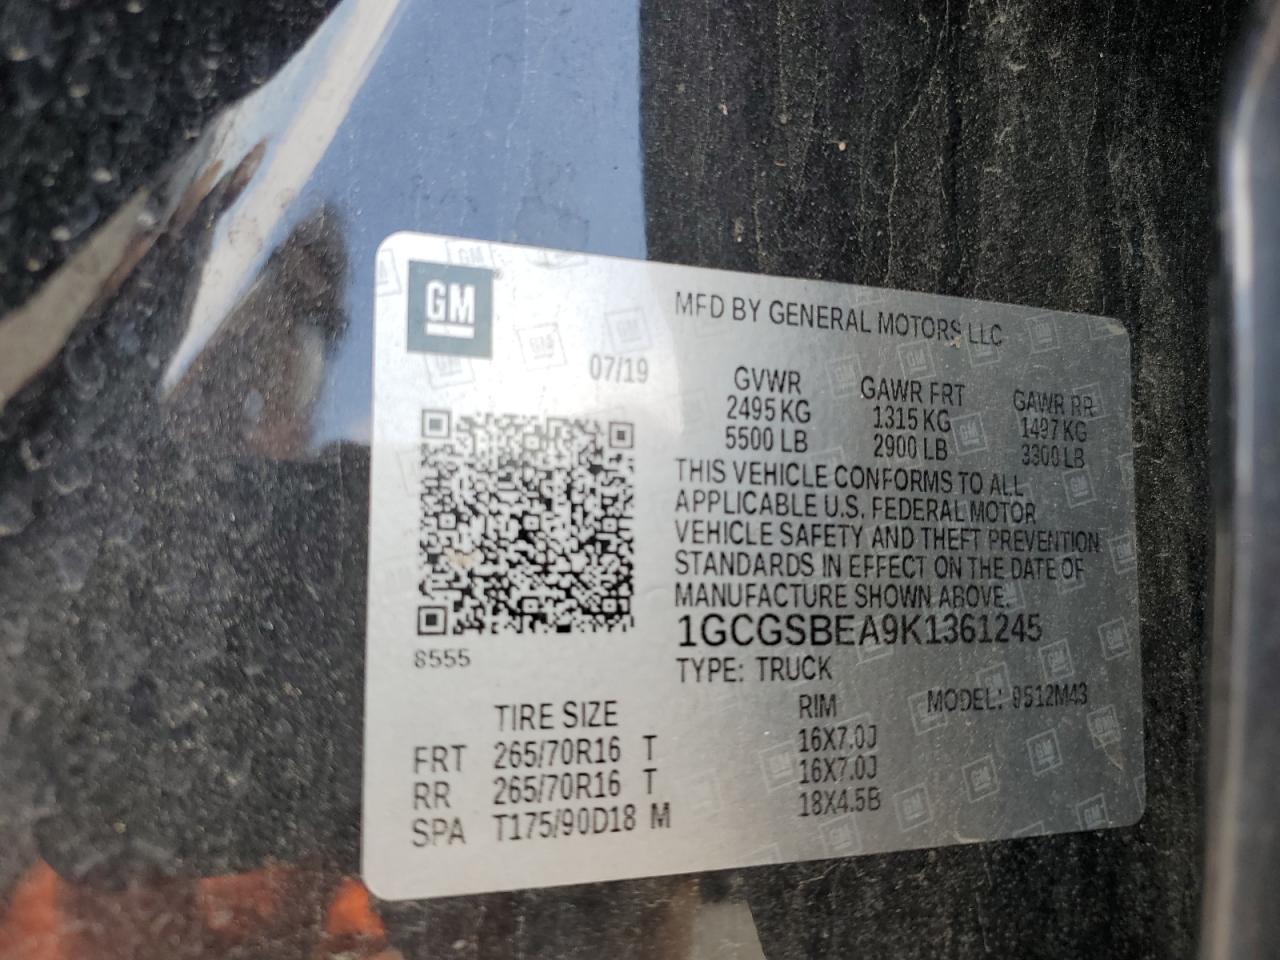 GM
MFD BY GENERAL MOTORS LLC
07/19
GVWR GAWR FRT GAWR RR
2495 KG 1315 KG 1497 KG
5500 LB 2900 LB 3300 LB
THIS VEHICLE CONFORMS TO ALL
APPLICABLE U.S. FEDERAL MOTOR
VEHICLE SAFETY AND THEFT PREVENTION
STANDARDS IN EFFECT ON THE DATE OF
MANUFACTURE SHOWN ABOVE.
1GCGSBEA9K1361245
8555
TYPE: TRUCK
TIRE SIZE RIM MODEL: 9512M43
FRT 265/70R16 T 16X7.0J
RR 265/70R16 T 16X7.0J
SPA T175/90D18 M 18X4.5B